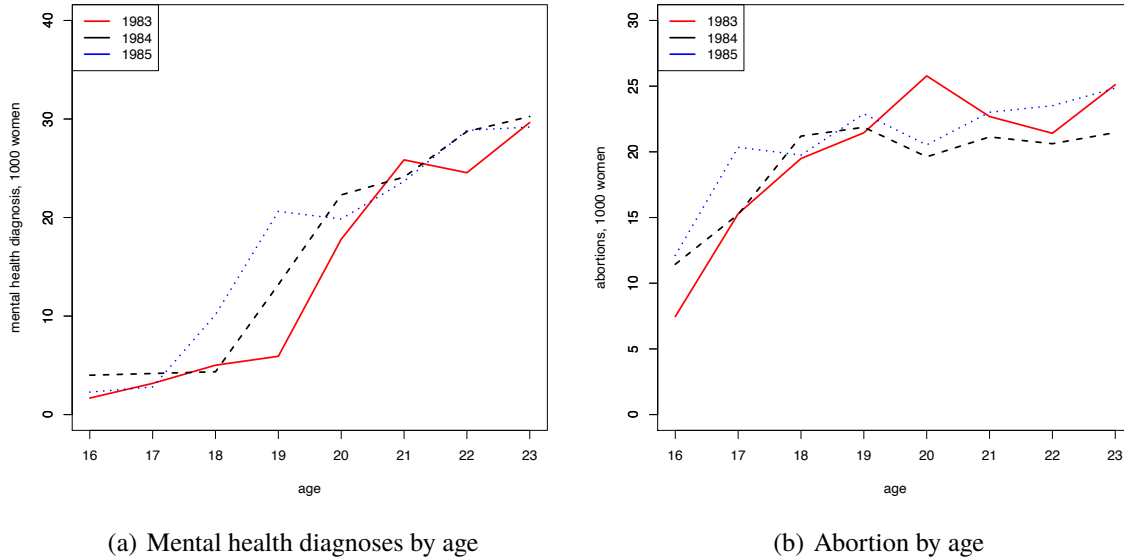 40
30
20
10
0
mental health diagnosis, 1000 women
1983
1984
1985
16 17 18 19 20 21 22 23
age
(a) Mental health diagnoses by age
30
25
20
15
10
5
0
abortions, 1000 women
1983
1984
1985
16 17 18 19 20 21 22 23
age
(b) Abortion by age